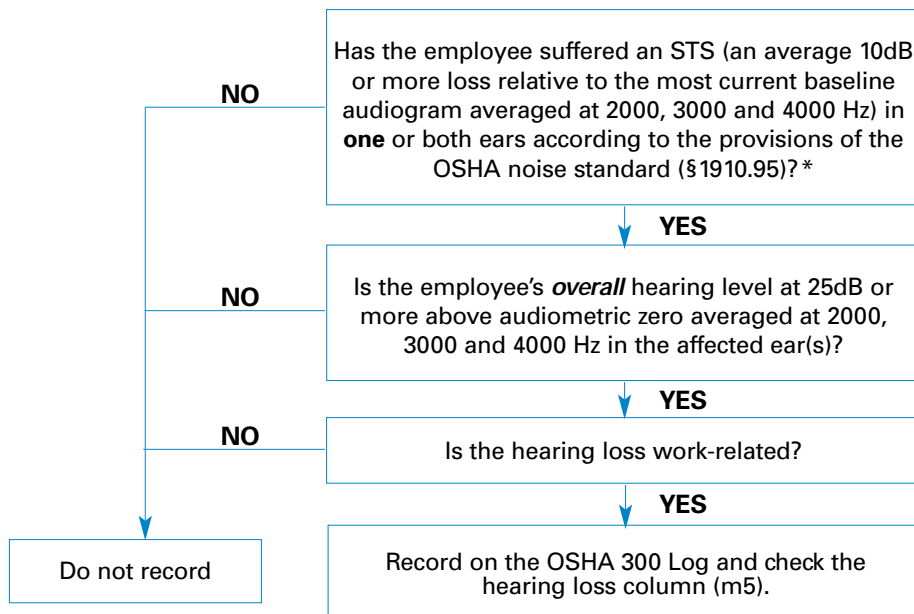 Has the employee suffered an STS (an average 10dB
or more loss relative to the most current baseline
audiogram averaged at 2000, 3000 and 4000 Hz) in
one or both ears according to the provisions of the
OSHA noise standard (§1910.95)?*
NO
YES
Is the employee's overall hearing level at 25dB or
more above audiometric zero averaged at 2000,
3000 and 4000 Hz in the affected ear(s)?
NO
YES
Is the hearing loss work-related?
NO
YES
Do not record
Record on the OSHA 300 Log and check the
hearing loss column (m5).